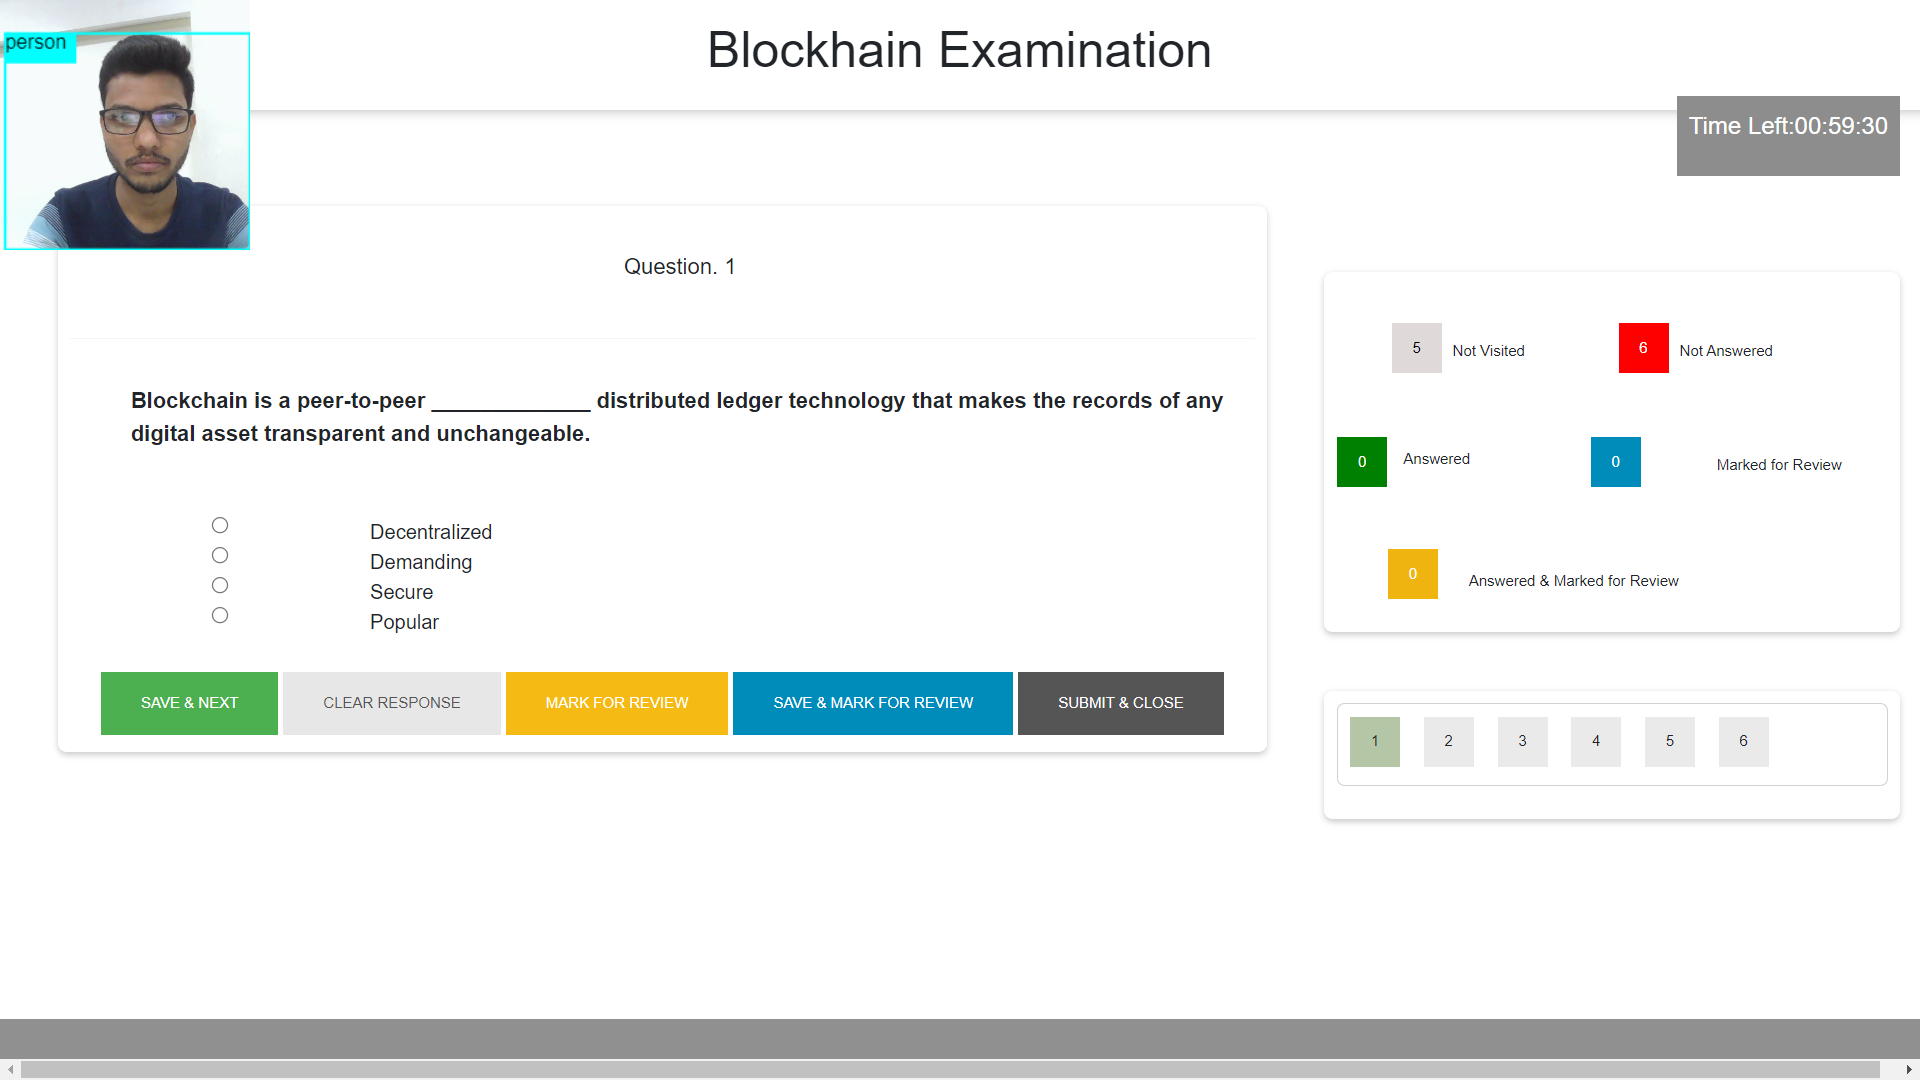 person
Blockhain Examination
Time Left:00:59:30
Question. 1
Blockchain is a peer-to-peer _____________ distributed ledger technology that makes the records of any
digital asset transparent and unchangeable.
Decentralized
Demanding
Secure
Popular
SAVE & NEXT
CLEAR RESPONSE
MARK FOR REVIEW
SAVE & MARK FOR REVIEW
SUBMIT & CLOSE
5 Not Visited
6 Not Answered
0 Answered
0 Marked for Review
0 Answered & Marked for Review
1 2 3 4 5 6